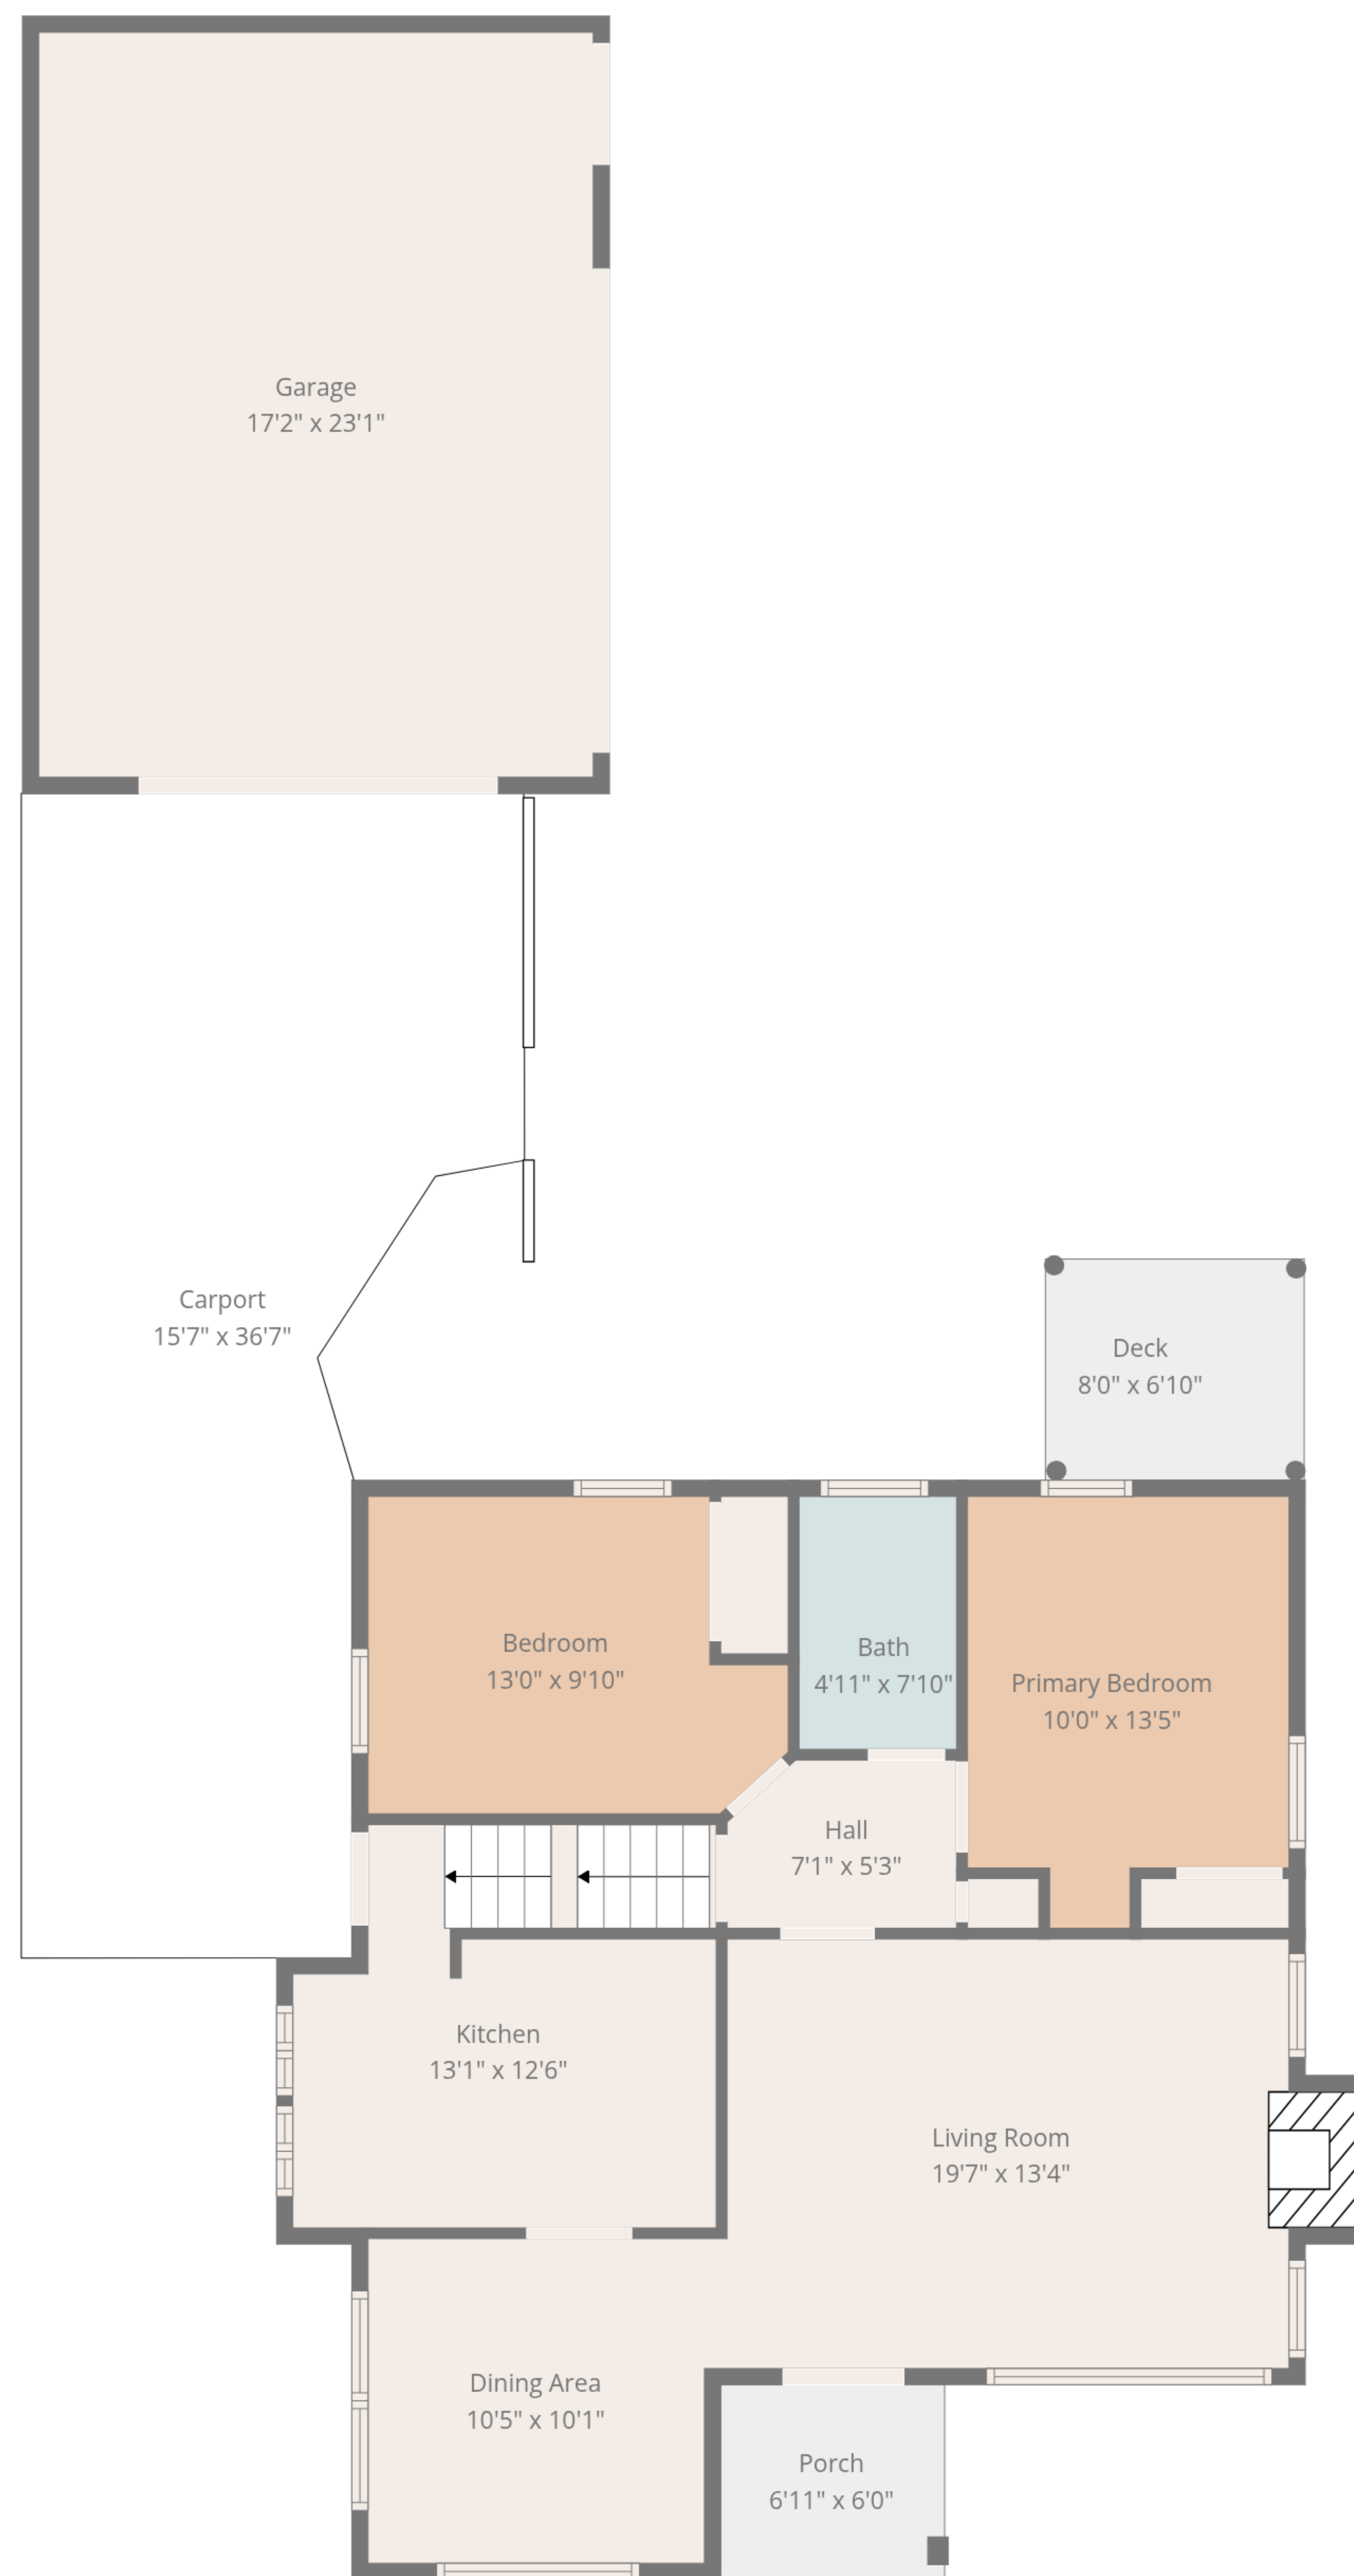 Garage
17'2" x 23'1"
Carport
15'7" x 36'7"
Deck
8'0" x 6'10"
Bedroom
13'0" x 9'10"
Bath
4'11" x 7'10"
Primary Bedroom
10'0" x 13'5"
Hall
7'1" x 5'3"
Kitchen
13'1" x 12'6"
Living Room
19'7" x 13'4"
Dining Area
10'5" x 10'1"
Porch
6'11" x 6'0"